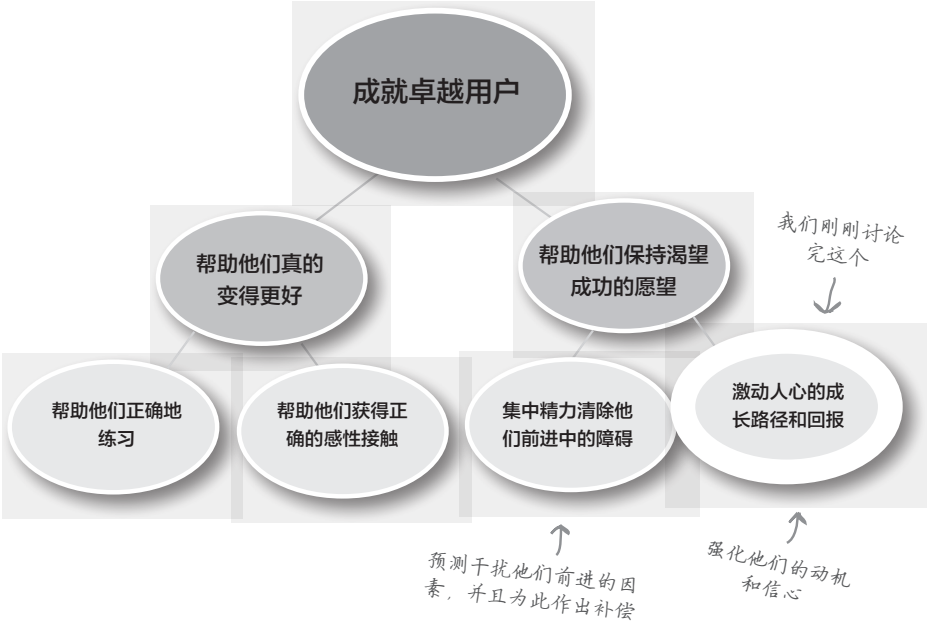 成就卓越用户
帮助他们真的
变得更好
帮助他们保持渴望
成功的愿望
我们刚刚讨论
完这个
帮助他们正确地
练习
帮助他们获得正
确的感性接触
集中精力清除他
们前进中的障碍
激动人心的成
长路径和回报
预测干扰他们前进的因
素，并且为此作出补偿
强化他们的动机
和信心